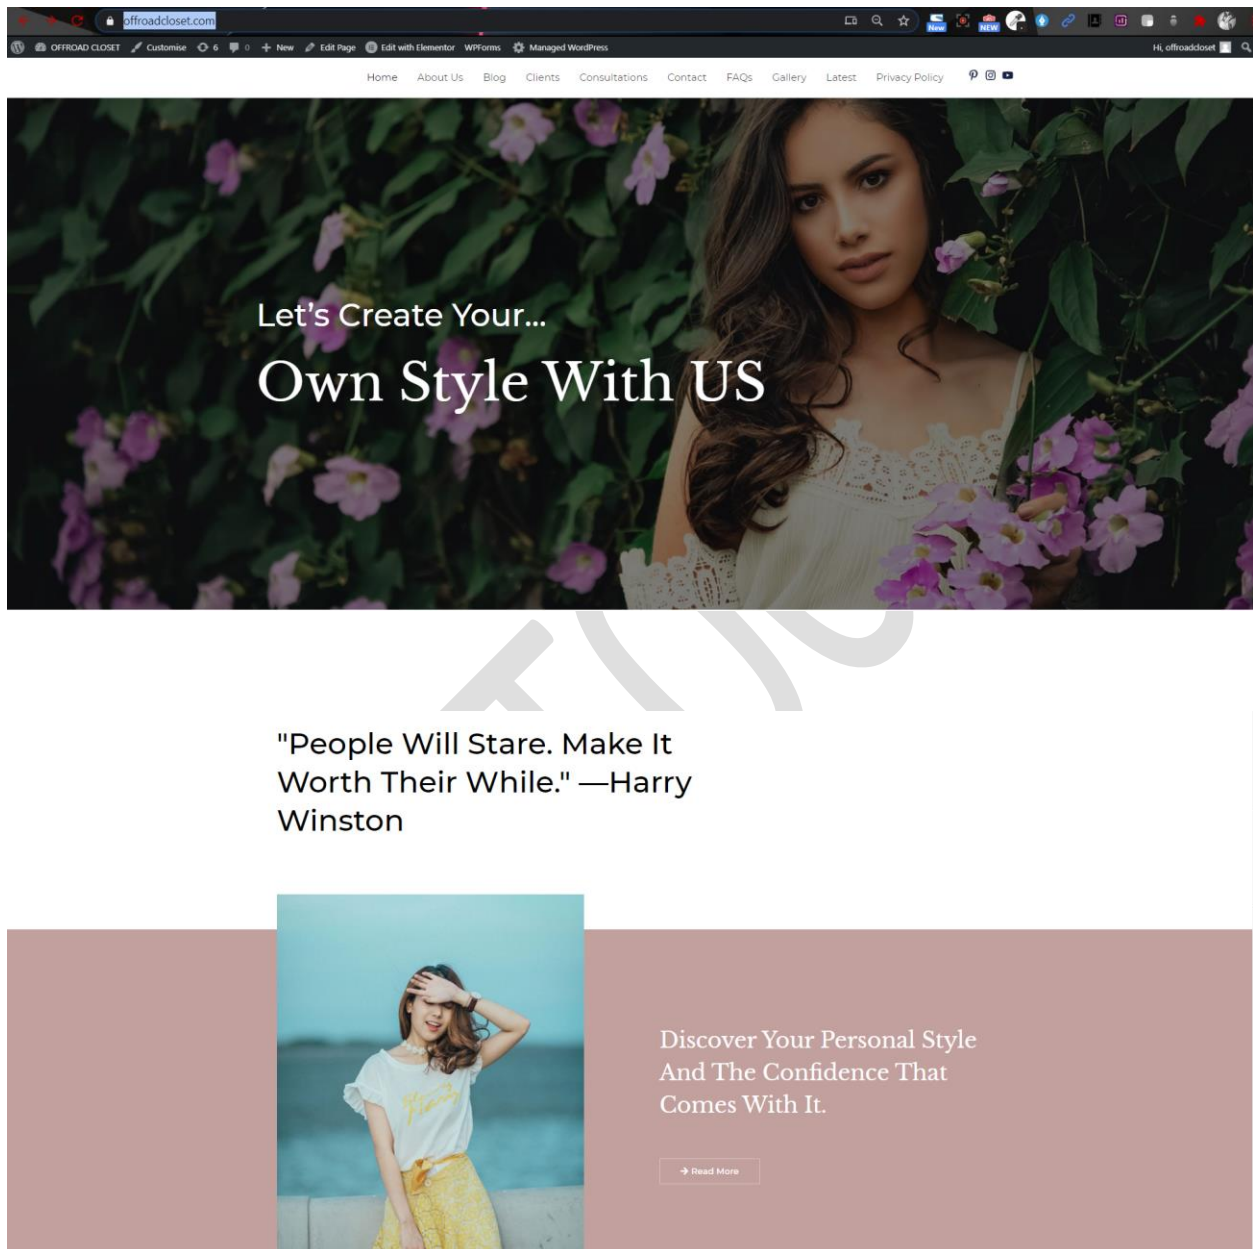 offroadcloset.com
New
NEW
OFFROAD CLOSET Customise 6 0 New Edit Page Edit with Elementor WPForms Managed WordPress Hi, offroadcloset
Home About Us Blog Clients Consultations Contact FAQs Gallery Latest Privacy Policy
Let's Create Your...
Own Style With US
"People Will Stare. Make It
Worth Their While." —Harry
Winston
Discover Your Personal Style
And The Confidence That
Comes With It.
→ Read More